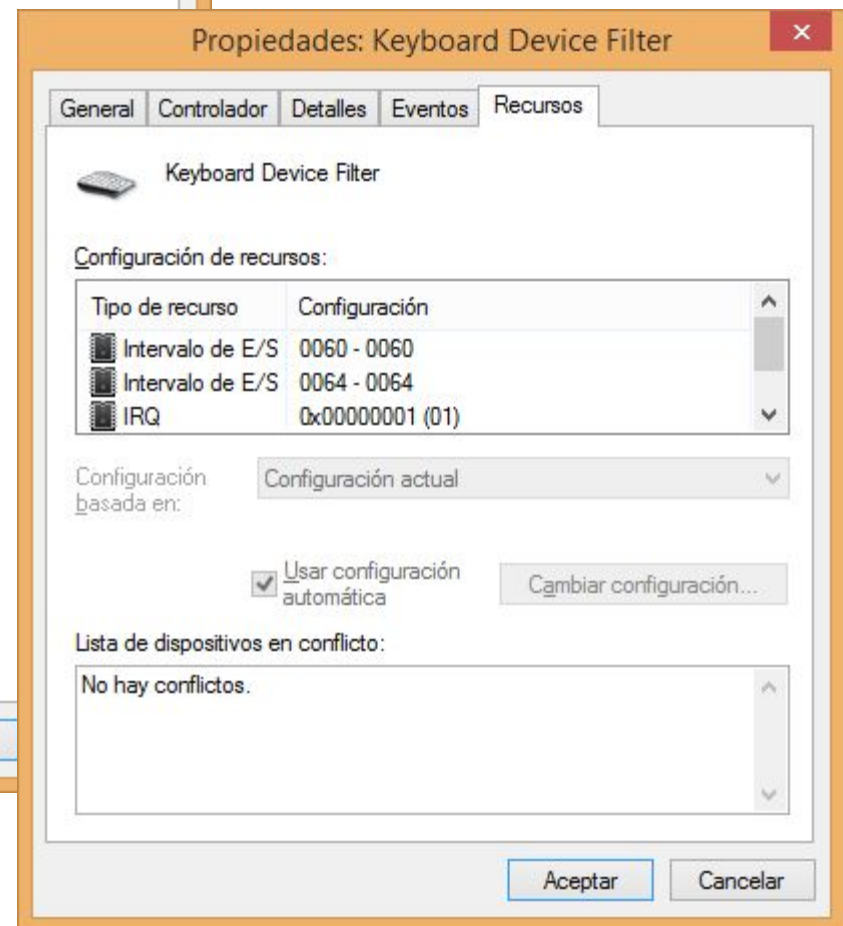 Propiedades: Keyboard Device Filter
General Controlador Detalles Eventos Recursos
Keyboard Device Filter
Configuración de recursos:
Tipo de recurso Configuración
Intervalo de E/S 0060 - 0060
Intervalo de E/S 0064 - 0064
IRQ 0x00000001 (01)
Configuración basada en: Configuración actual
Usar configuración automática Cambiar configuración...
Lista de dispositivos en conflicto:
No hay conflictos.
Aceptar Cancelar